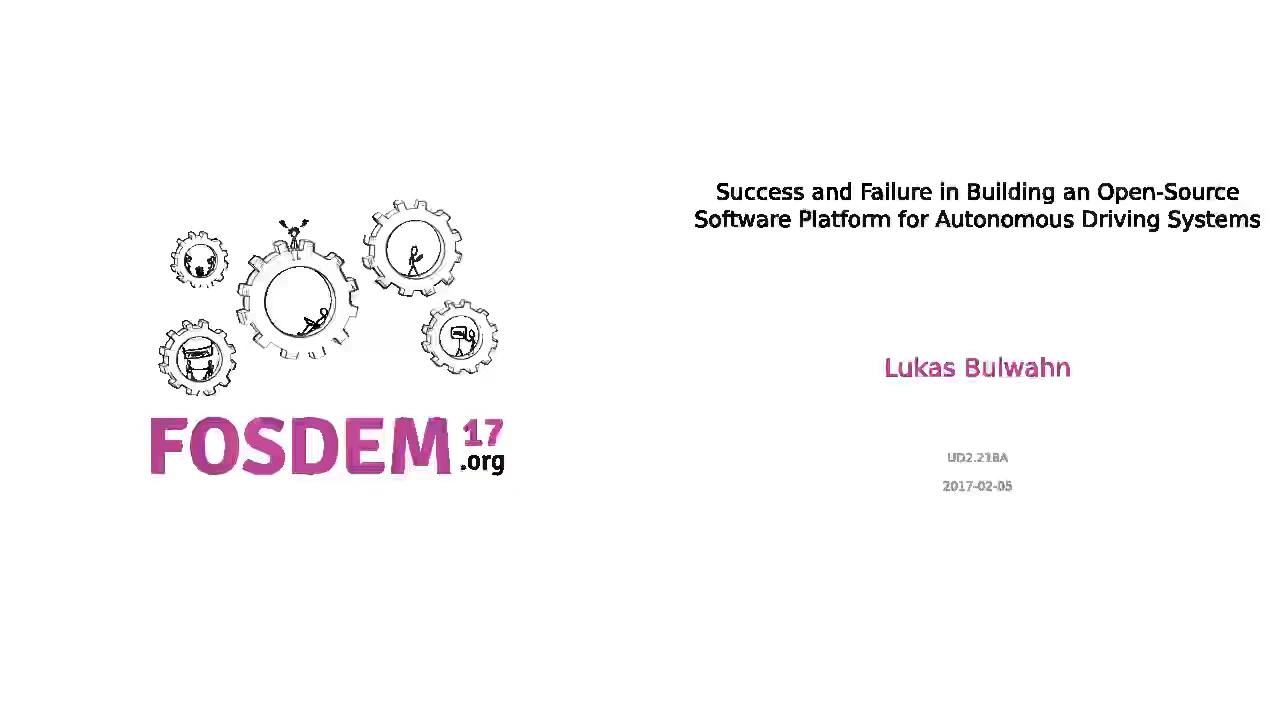 Success and Failure in Building an Open-Source
Software Platform for Autonomous Driving Systems
Lukas Bulwahn
UD2.218A
2017-02-05
FOSDEM 17
.org